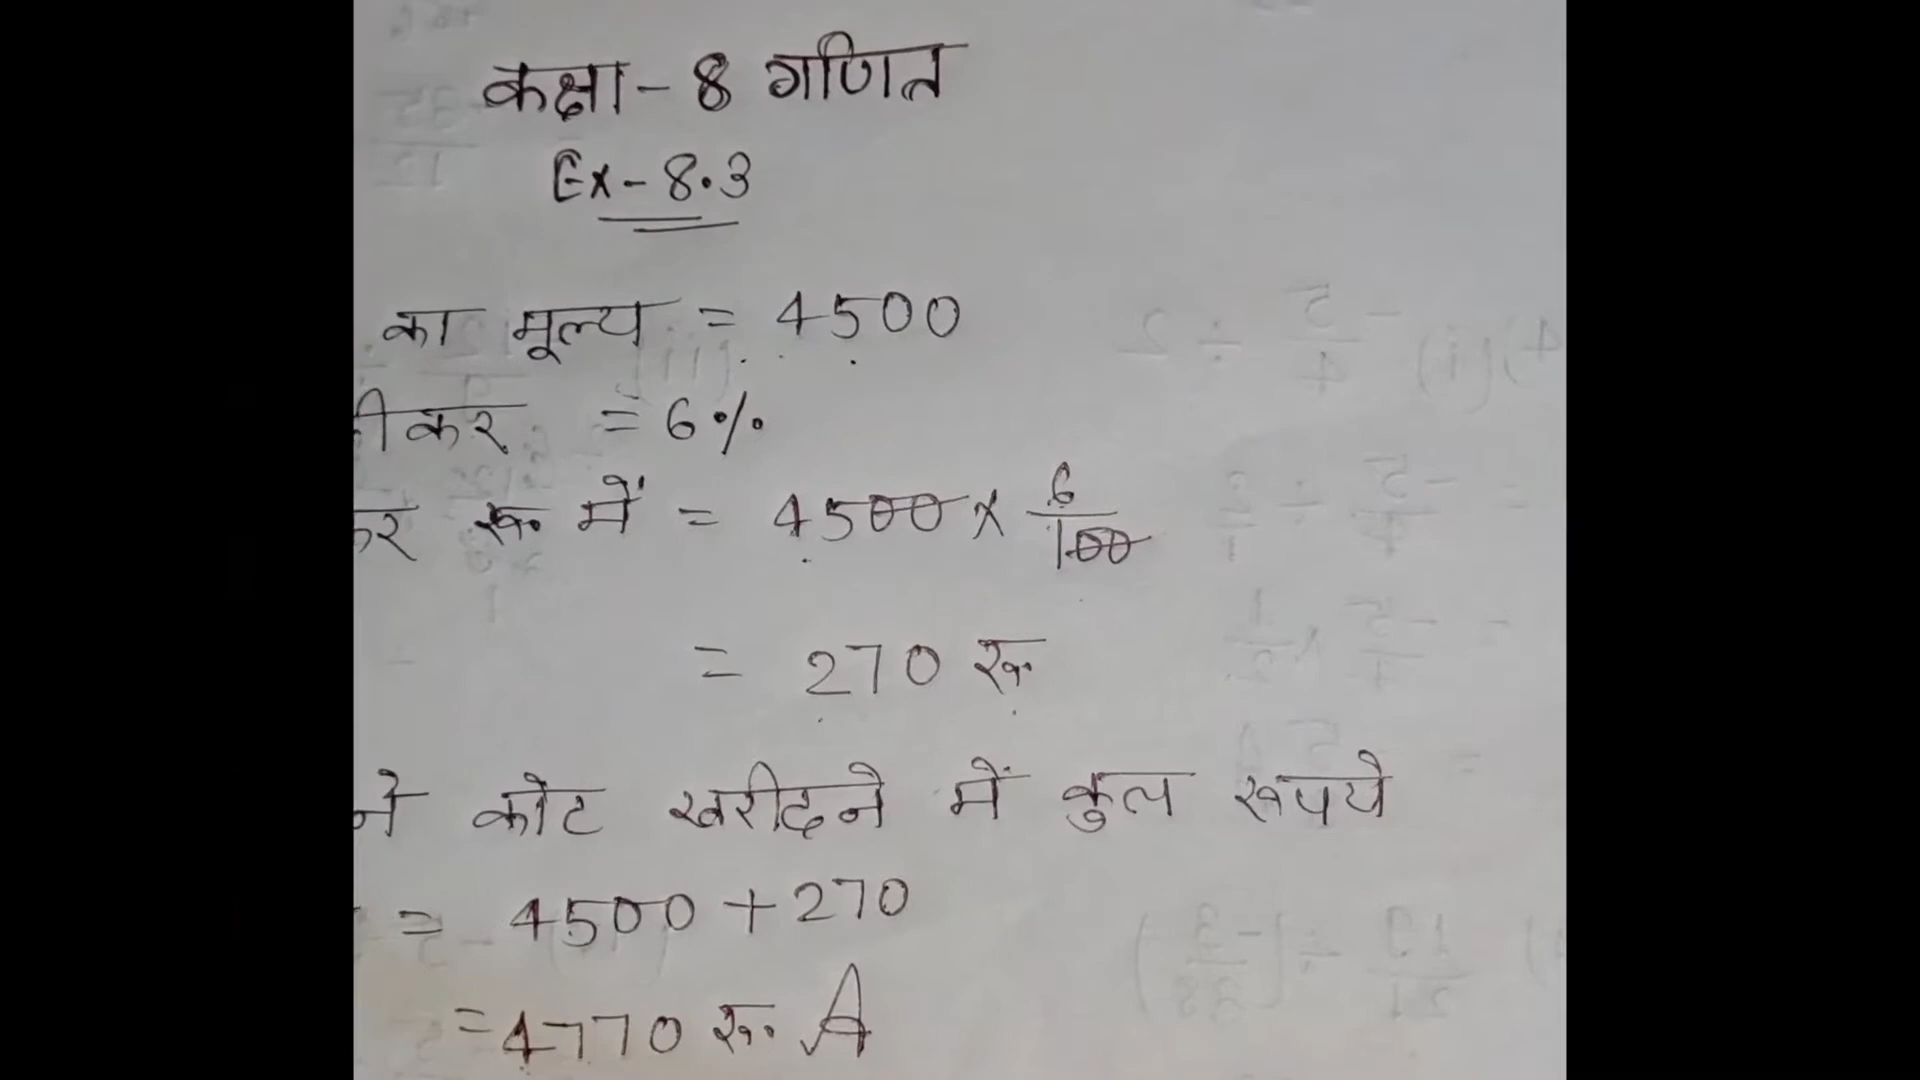 कक्षा - 8 गणित
Ex - 8.3
का मूल्य = 4500
कर = 6%
रू॰ में = 4500 × 6/100
= 270 रू॰
ने कोट खरीदने में कुल रूपये
= 4500 + 270
= 4770 रू॰ A